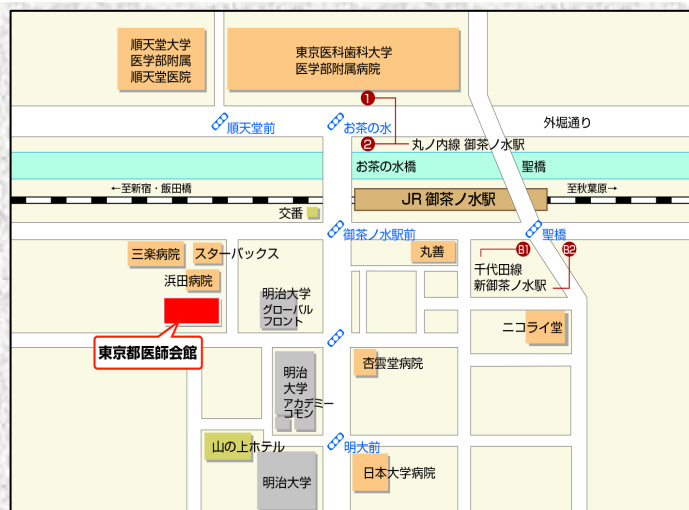 順天堂大学
医学部附属
順天堂医院
東京医科歯科大学
医学部附属病院
1
順天堂前
お茶の水
外堀通り
2
丸ノ内線 御茶ノ水駅
お茶の水橋
聖橋
←至新宿・飯田橋
JR 御茶ノ水駅
至秋葉原→
交番
御茶ノ水駅前
聖橋
三楽病院
スターバックス
丸善
B1
B2
浜田病院
千代田線
新御茶ノ水駅
明治大学
グローバル
フロント
東京都医師会館
ニコライ堂
杏雲堂病院
明治
大学
アカデミー
コモン
山の上ホテル
明大前
明治大学
日本大学病院